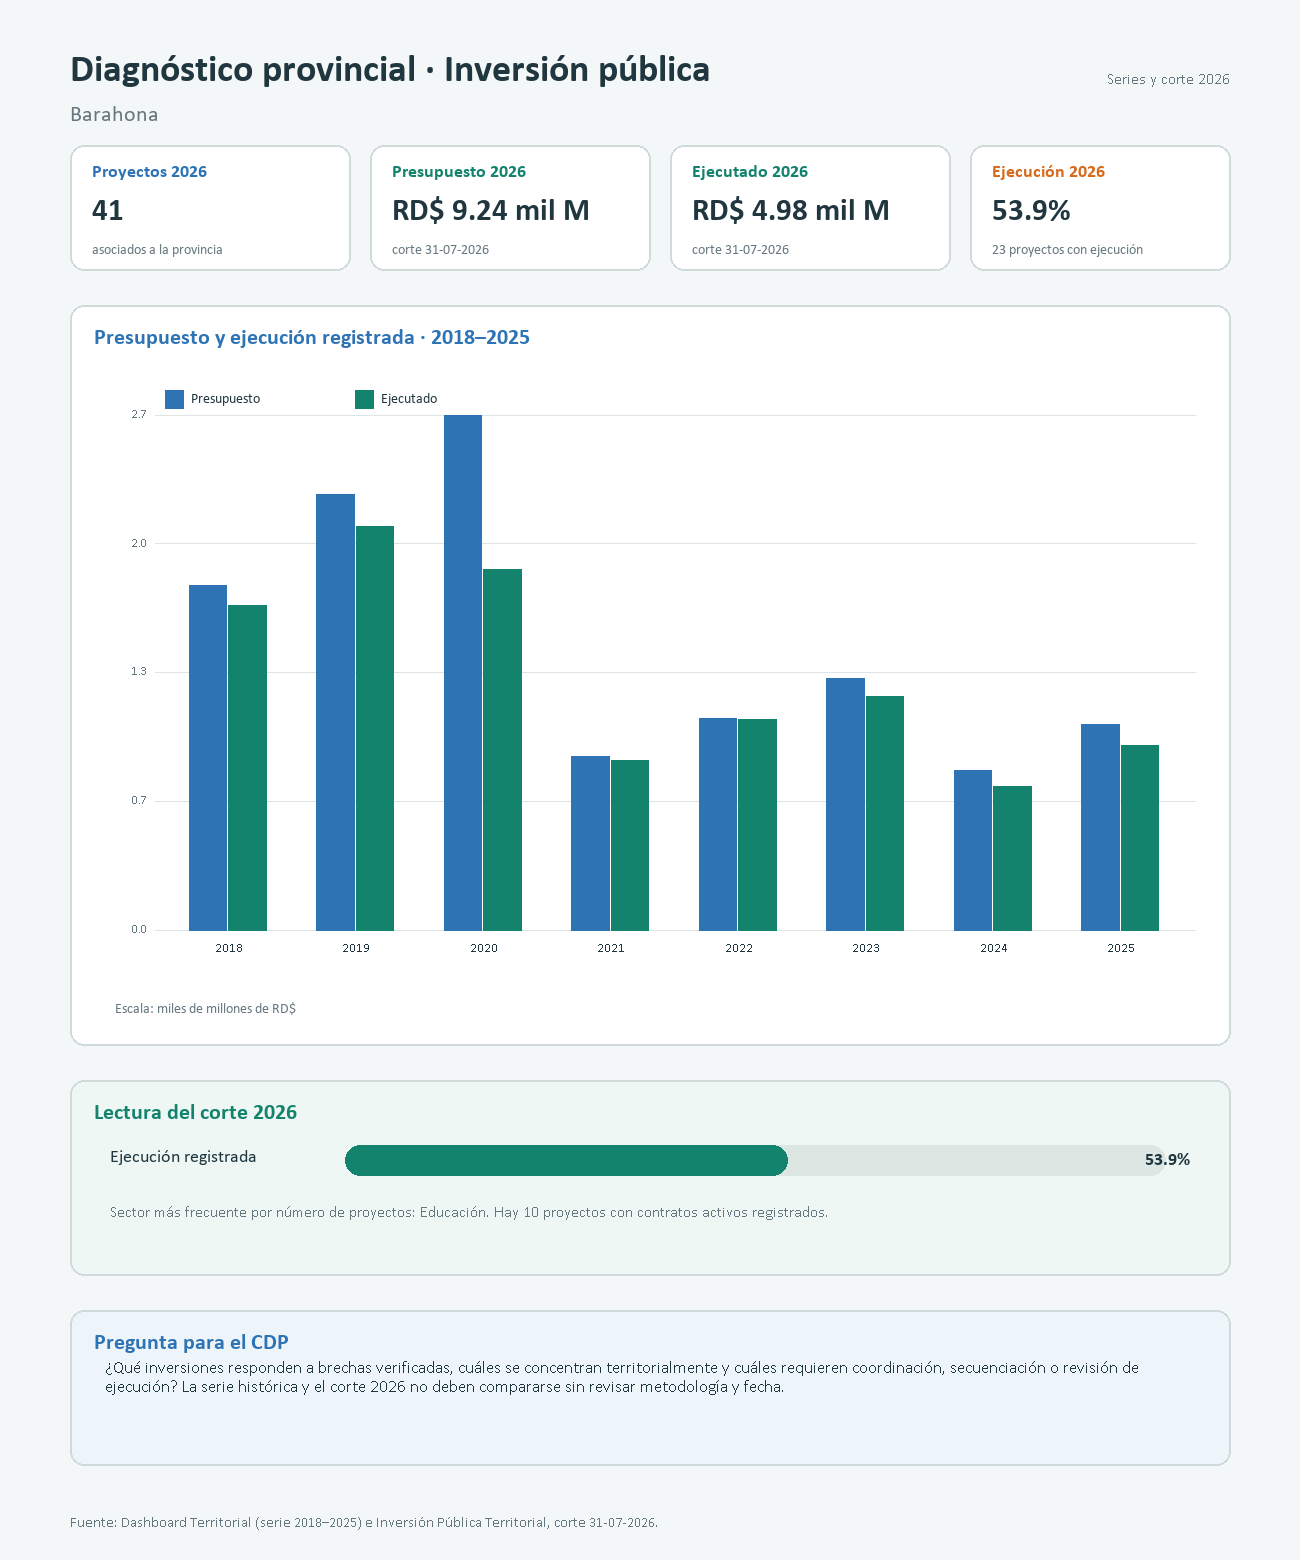 Diagnóstico provincial · Inversión pública
Series y corte 2026
Barahona
Proyectos 2026
41
asociados a la provincia
Presupuesto 2026
RD$ 9.24 mil M
corte 31-07-2026
Ejecutado 2026
RD$ 4.98 mil M
corte 31-07-2026
Ejecución 2026
53.9%
23 proyectos con ejecución
Presupuesto y ejecución registrada · 2018–2025
Presupuesto
Ejecutado
2.7
2.0
1.3
0.7
0.0
2018
2019
2020
2021
2022
2023
2024
2025
Escala: miles de millones de RD$
Lectura del corte 2026
Ejecución registrada
53.9%
Sector más frecuente por número de proyectos: Educación. Hay 10 proyectos con contratos activos registrados.
Pregunta para el CDP
¿Qué inversiones responden a brechas verificadas, cuáles se concentran territorialmente y cuáles requieren coordinación, secuenciación o revisión de
ejecución? La serie histórica y el corte 2026 no deben compararse sin revisar metodología y fecha.
Fuente: Dashboard Territorial (serie 2018–2025) e Inversión Pública Territorial, corte 31-07-2026.